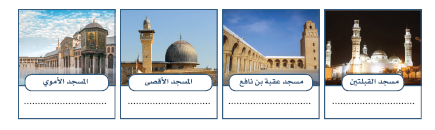 مسجد القبلتين
مسجد عقبة بن نافع
المسجد الأقصى
المسجد الأموي